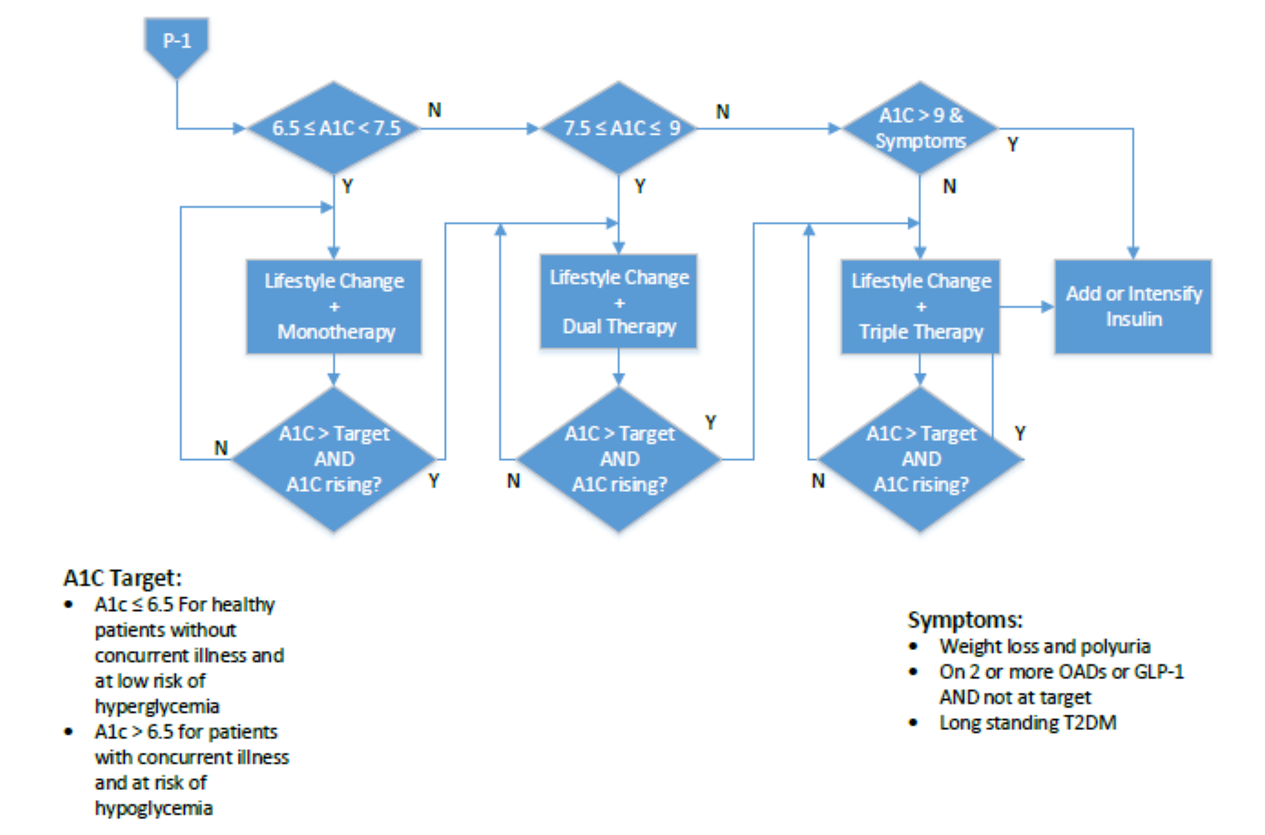 P-1
6.5 ≤ A1C < 7.5
N
7.5 ≤ A1C ≤ 9
N
A1C > 9 &
Symptoms
Y
Y
Y
N
Lifestyle Change
+
Monotherapy
Lifestyle Change
+
Dual Therapy
Lifestyle Change
+
Triple Therapy
Add or Intensify
Insulin
A1C > Target
AND
A1C rising?
N
Y
A1C > Target
AND
A1C rising?
N
Y
A1C > Target
AND
A1C rising?
N
Y
A1C Target:
• A1c ≤ 6.5 For healthy
patients without
concurrent illness and
at low risk of
hyperglycemia
• A1c > 6.5 for patients
with concurrent illness
and at risk of
hypoglycemia
Symptoms:
• Weight loss and polyuria
• On 2 or more OADs or GLP-1
AND not at target
• Long standing T2DM